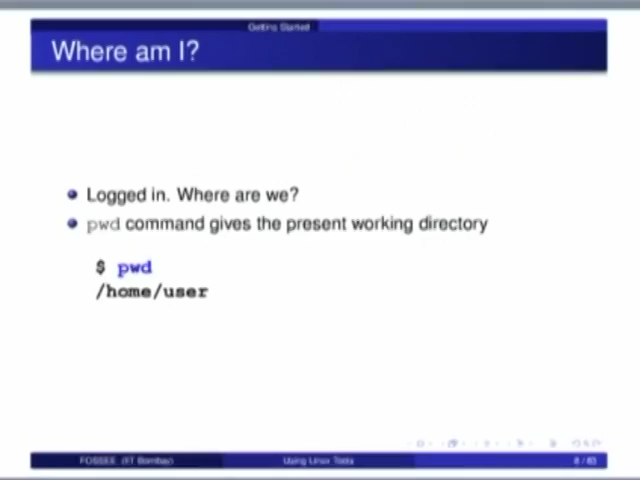 Getting Started
Where am I?
Logged in. Where are we?
pwd command gives the present working directory
$ pwd
/home/user
FOSSEE (IIT Bombay)
Using Linux Tools